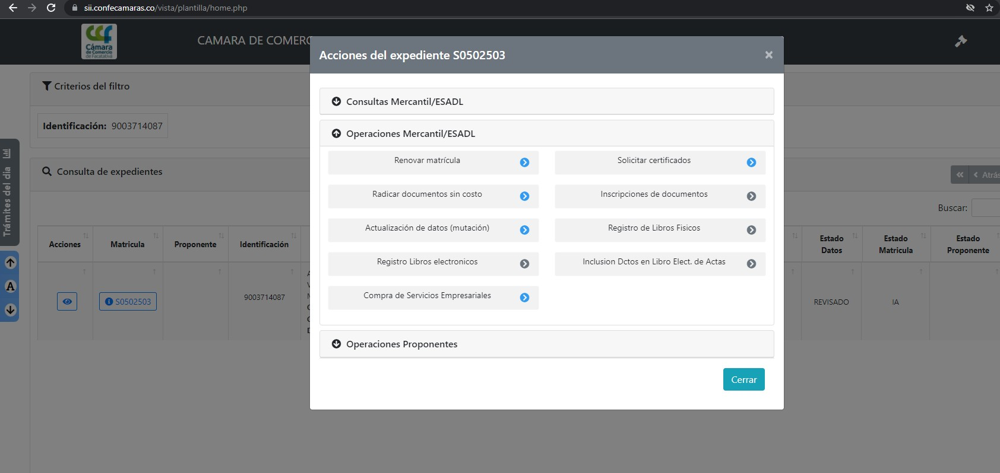 sii.confecamaras.co/vista/plantilla/home.php
ccf
Cámara
de Comercio
de Facatativá
CAMARA DE COMERC
Acciones del expediente S0502503
×
Criterios del filtro
Identificación: 9003714087
Trámites del día
A
Consulta de expedientes
Atrás
Buscar:
Acciones
Matricula
Proponente
Identificación
Estado Datos
Estado Matricula
Estado Proponente
S0502503
9003714087
REVISADO
IA
Consultas Mercantil/ESADL
Operaciones Mercantil/ESADL
Renovar matrícula
Solicitar certificados
Radicar documentos sin costo
Inscripciones de documentos
Actualización de datos (mutación)
Registro de Libros Fisicos
Registro Libros electronicos
Inclusion Dctos en Libro Elect. de Actas
Compra de Servicios Empresariales
Operaciones Proponentes
Cerrar